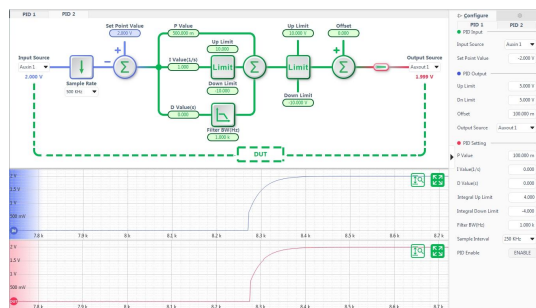 PID 1
PID 2
Set Point Value
2.000 V
P Value
500.000 m
Up Limit
10.000
I Value(1/s)
1.000
Limit
Down Limit
-10.000
D Value(s)
0.000
Filter BW(Hz)
1.000 k
Up Limit
10.000 V
Limit
Down Limit
-10.000 V
Offset
0.000
Input Source
Auxin 1
2.000 V
Sample Rate
500 KHz
Output Source
Auxout 1
1.999 V
DUT
2 V
1.5 V
1 V
500 mV
7.8 k
7.9 k
8 k
8.1 k
8.2 k
8.3 k
8.4 k
8.5 k
8.6 k
8.7 k
2 V
1.5 V
1 V
500 mV
7.8 k
7.9 k
8 k
8.1 k
8.2 k
8.3 k
8.4 k
8.5 k
8.6 k
8.7 k
Configure
PID 1
PID 2
PID Input
Input Source
Auxin 1
Set Point Value
-2.000 V
PID Output
Up Limit
5.000 V
Dn Limit
5.000 V
Offset
100.000 m
Output Source
Auxout 1
PID Setting
P Value
100.000 m
I Value(1/s)
0.000
D Value(s)
0.000
Integral Up Limit
4.000
Integral Down Limit
-4.000
Filter BW(Hz)
1.000 k
Sample Interval
250 KHz
PID Enable
ENABLE